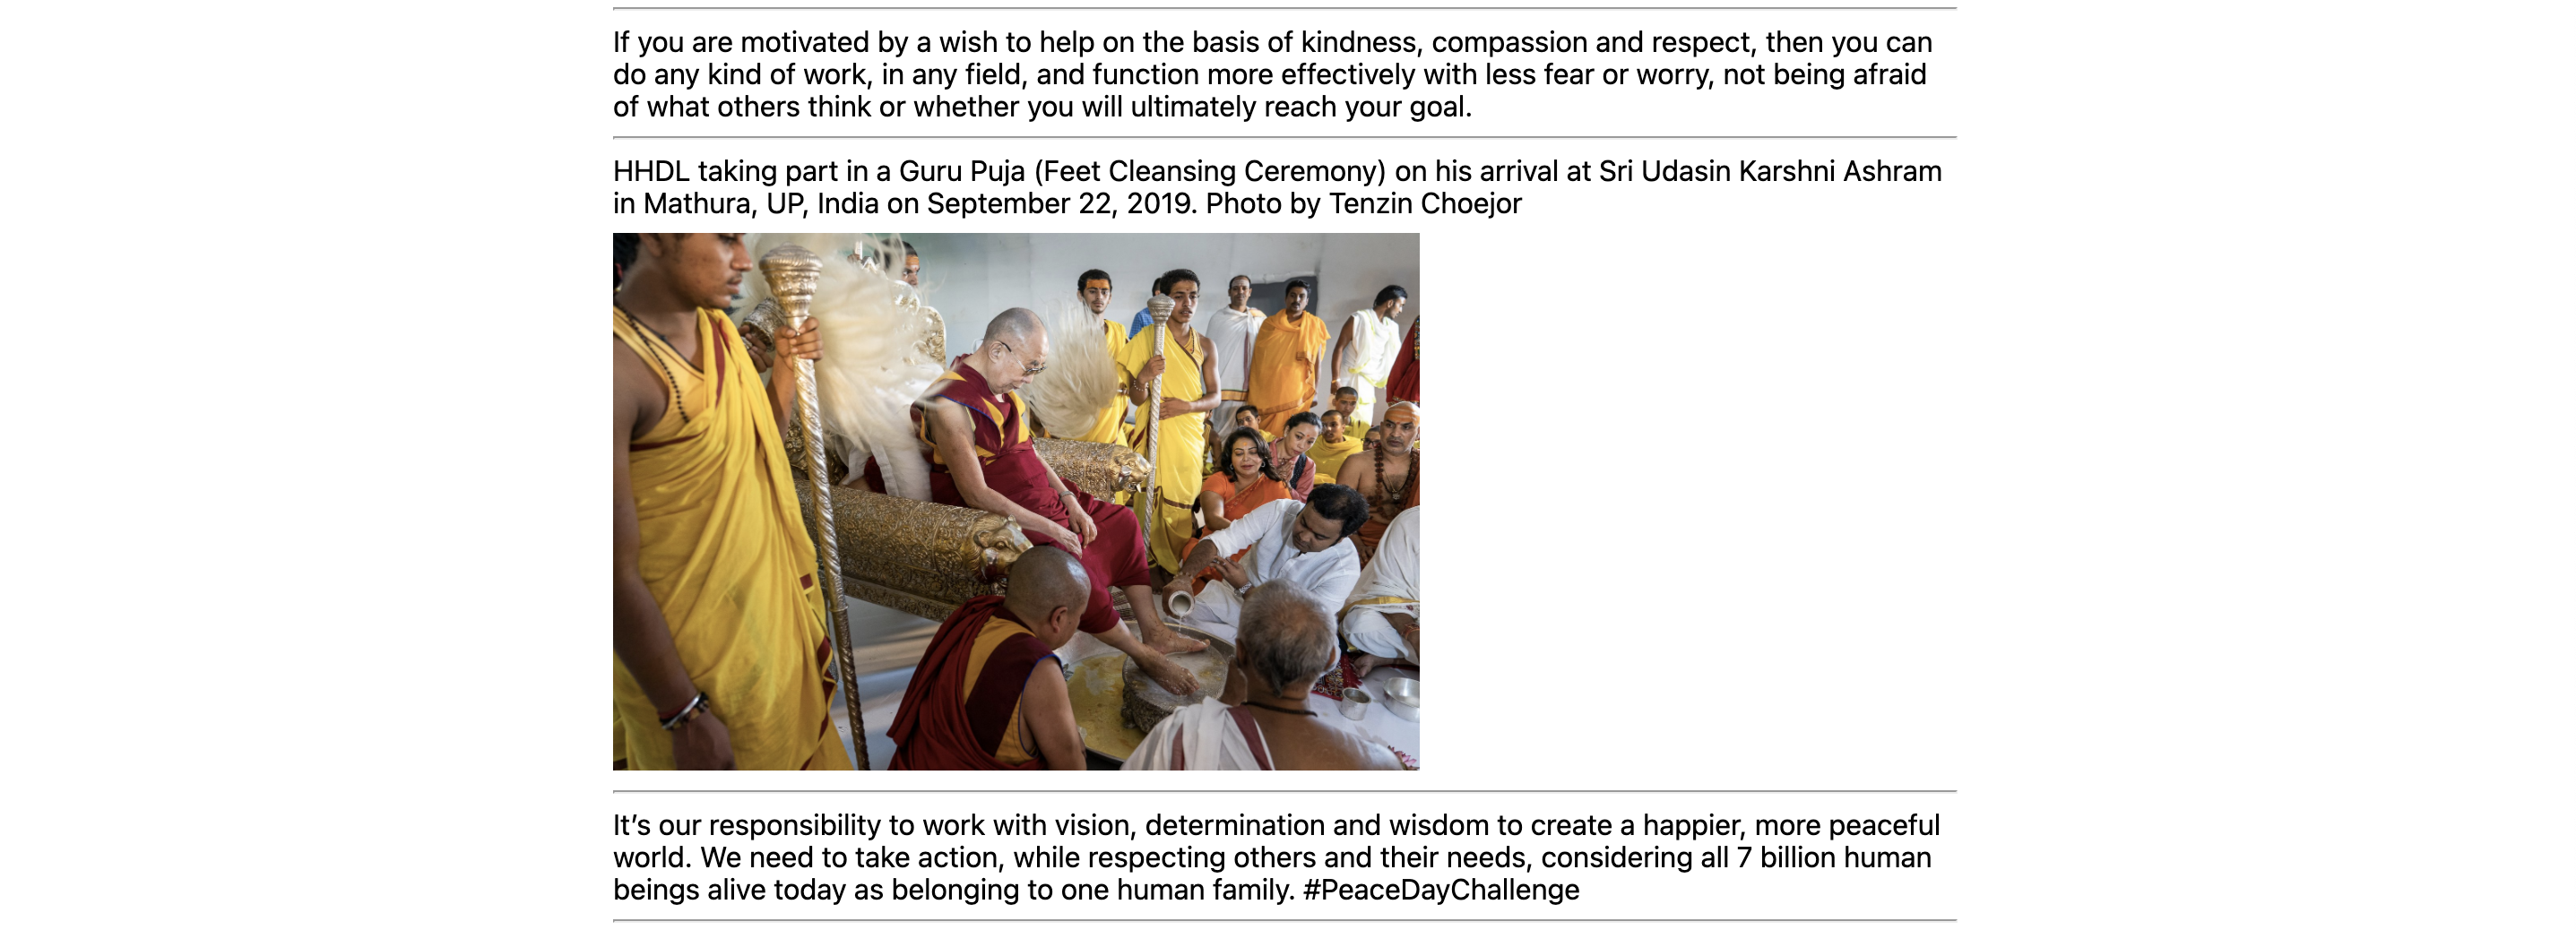 If you are motivated by a wish to help on the basis of kindness, compassion and respect, then you can
do any kind of work, in any field, and function more effectively with less fear or worry, not being afraid
of what others think or whether you will ultimately reach your goal.
HHDL taking part in a Guru Puja (Feet Cleansing Ceremony) on his arrival at Sri Udasin Karshni Ashram
in Mathura, UP, India on September 22, 2019. Photo by Tenzin Choejor
It’s our responsibility to work with vision, determination and wisdom to create a happier, more peaceful
world. We need to take action, while respecting others and their needs, considering all 7 billion human
beings alive today as belonging to one human family. #PeaceDayChallenge